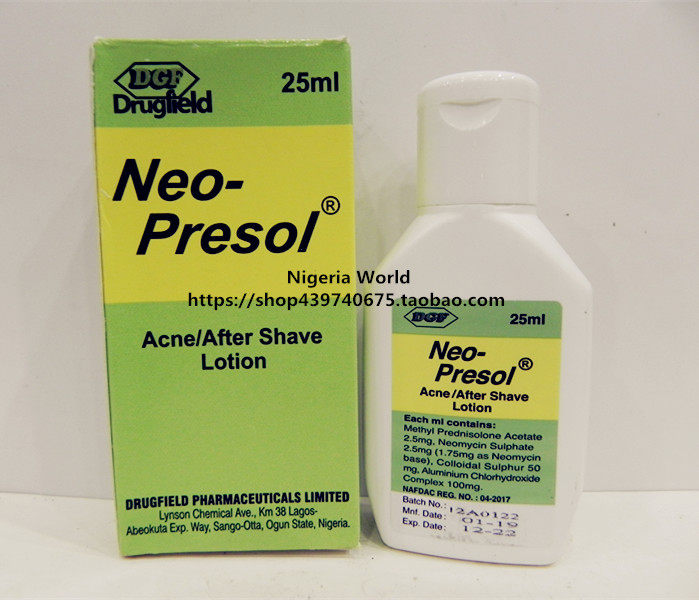 DGF
Drugfield
25ml
Neo-
Presol®
Acne/After Shave
Lotion
DRUGFIELD PHARMACEUTICALS LIMITED
Lynson Chemical Ave., Km 38 Lagos-
Abeokuta Exp. Way, Sango-Otta, Ogun State, Nigeria.
Nigeria World
https://shop439740675.taobao.com
DGF
25ml
Neo-
Presol®
Acne/After Shave
Lotion
Each ml contains:
Methyl Prednisolone Acetate
2.5mg, Neomycin Sulphate
2.5mg (1.75mg as Neomycin
base), Colloidal Sulphur 50
mg, Aluminium Chlorhydroxide
Complex 100mg.
NAFDAC REG. NO. : 04-2017
Batch No.: 12A0122
Mnf. Date: 01-19
Exp. Date: 12-22